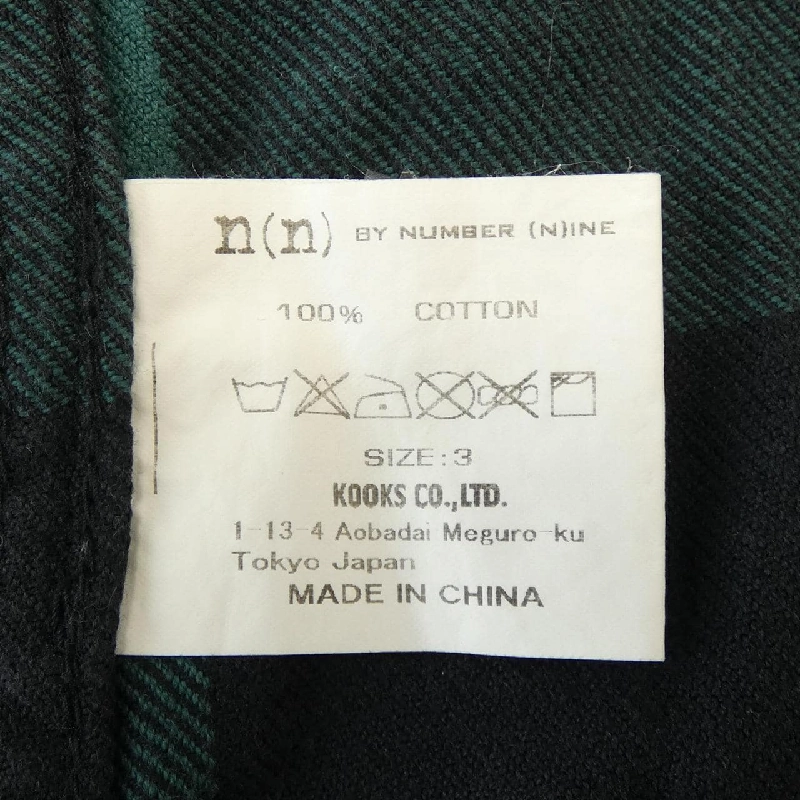 n(n) BY NUMBER (N)INE
100% COTTON
SIZE:3
KOOKS CO.,LTD.
1-13-4 Aobadai Meguro-ku
Tokyo Japan
MADE IN CHINA